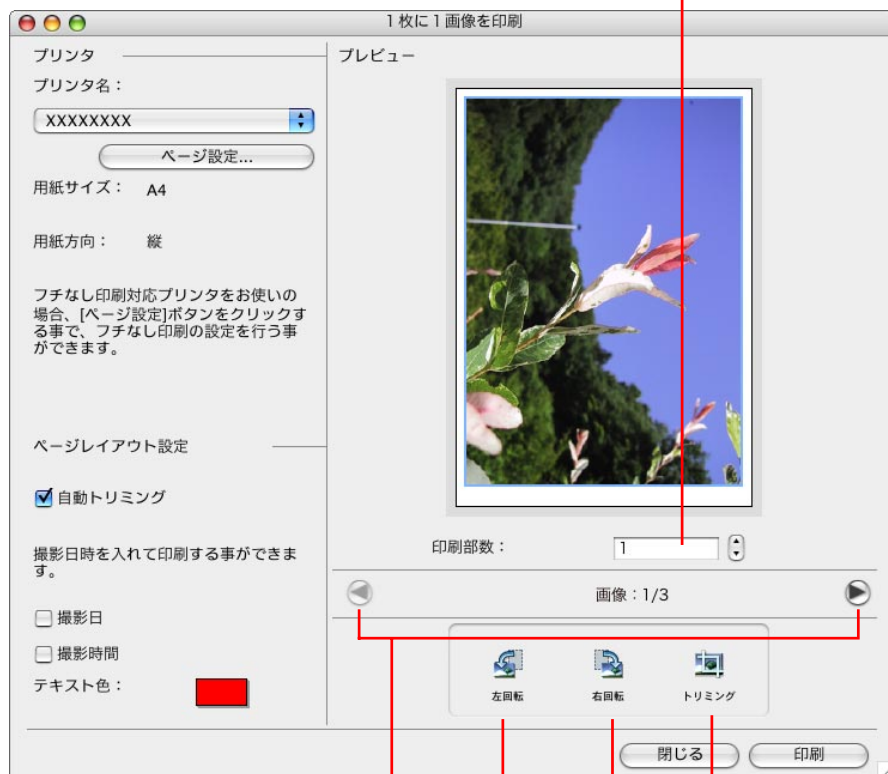 1枚に1画像を印刷
プリンタ
プリンタ名：
XXXXXXXX
ページ設定...
用紙サイズ： A4
用紙方向： 縦
フチなし印刷対応プリンタをお使いの
場合、[ページ設定]ボタンをクリックす
る事で、フチなし印刷の設定を行う事
ができます。
ページレイアウト設定
自動トリミング
撮影日時を入れて印刷する事ができま
す。
撮影日
撮影時間
テキスト色：
プレビュー
印刷部数： 1
画像：1/3
左回転 右回転 トリミング
閉じる 印刷